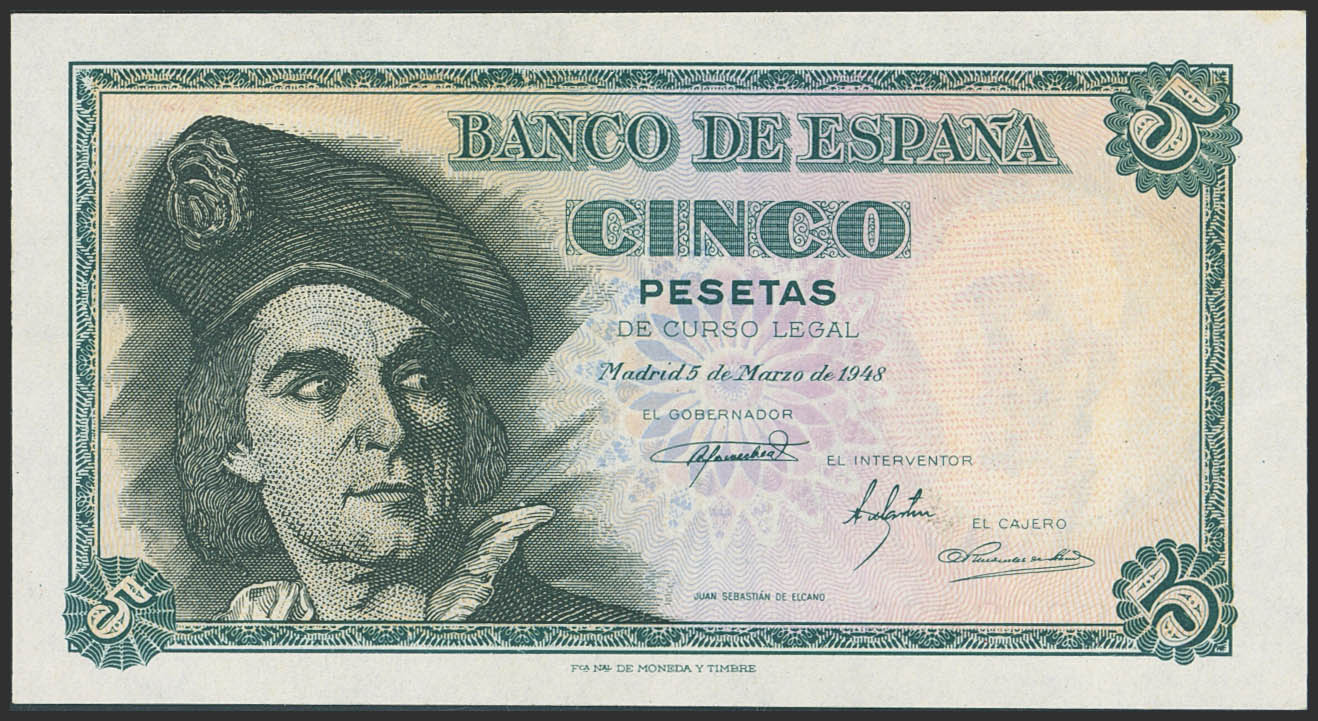 BANCO DE ESPAÑA
5
CINCO
PESETAS
DE CURSO LEGAL
Madrid 5 de Marzo de 1948
EL GOBERNADOR
EL INTERVENTOR
EL CAJERO
JUAN SEBASTIÁN DE ELCANO
5
5
FCA NAL DE MONEDA Y TIMBRE